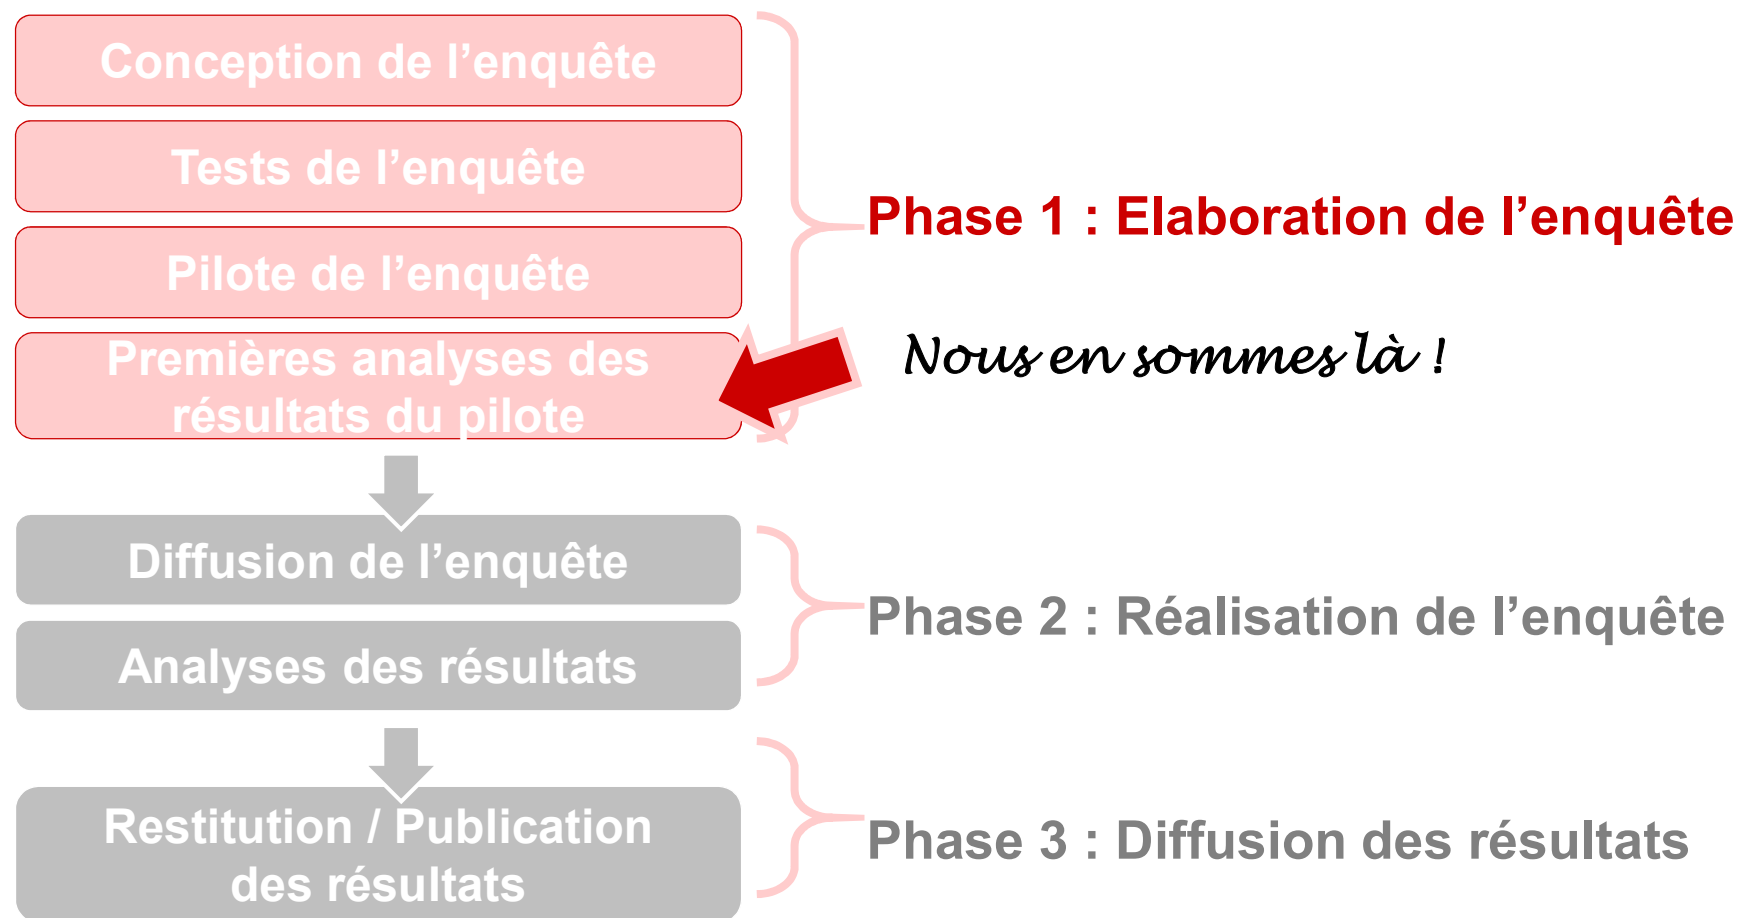 Conception de l’enquête
Tests de l’enquête
Pilote de l’enquête
Premières analyses des
résultats du pilote
Phase 1 : Elaboration de l’enquête
Nous en sommes là !
Diffusion de l’enquête
Analyses des résultats
Phase 2 : Réalisation de l’enquête
Restitution / Publication
des résultats
Phase 3 : Diffusion des résultats